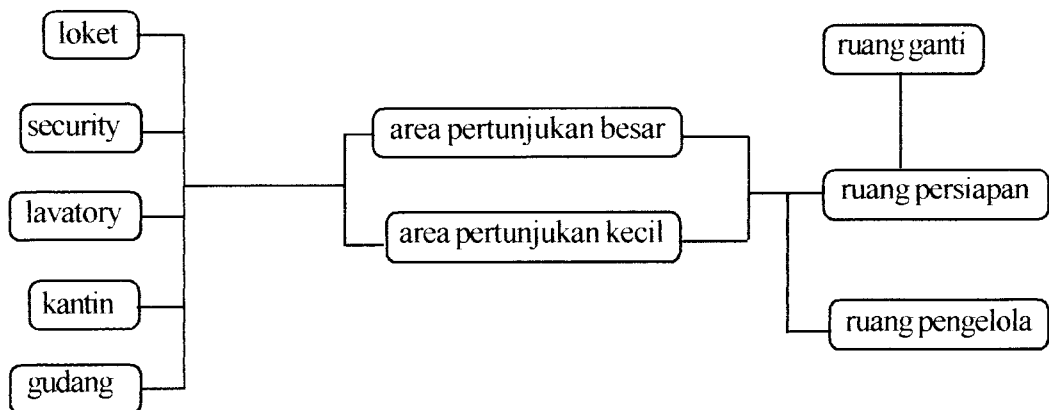 loket
security
lavatory
kantin
gudang
area pertunjukan besar
area pertunjukan kecil
ruang ganti
ruang persiapan
ruang pengelola